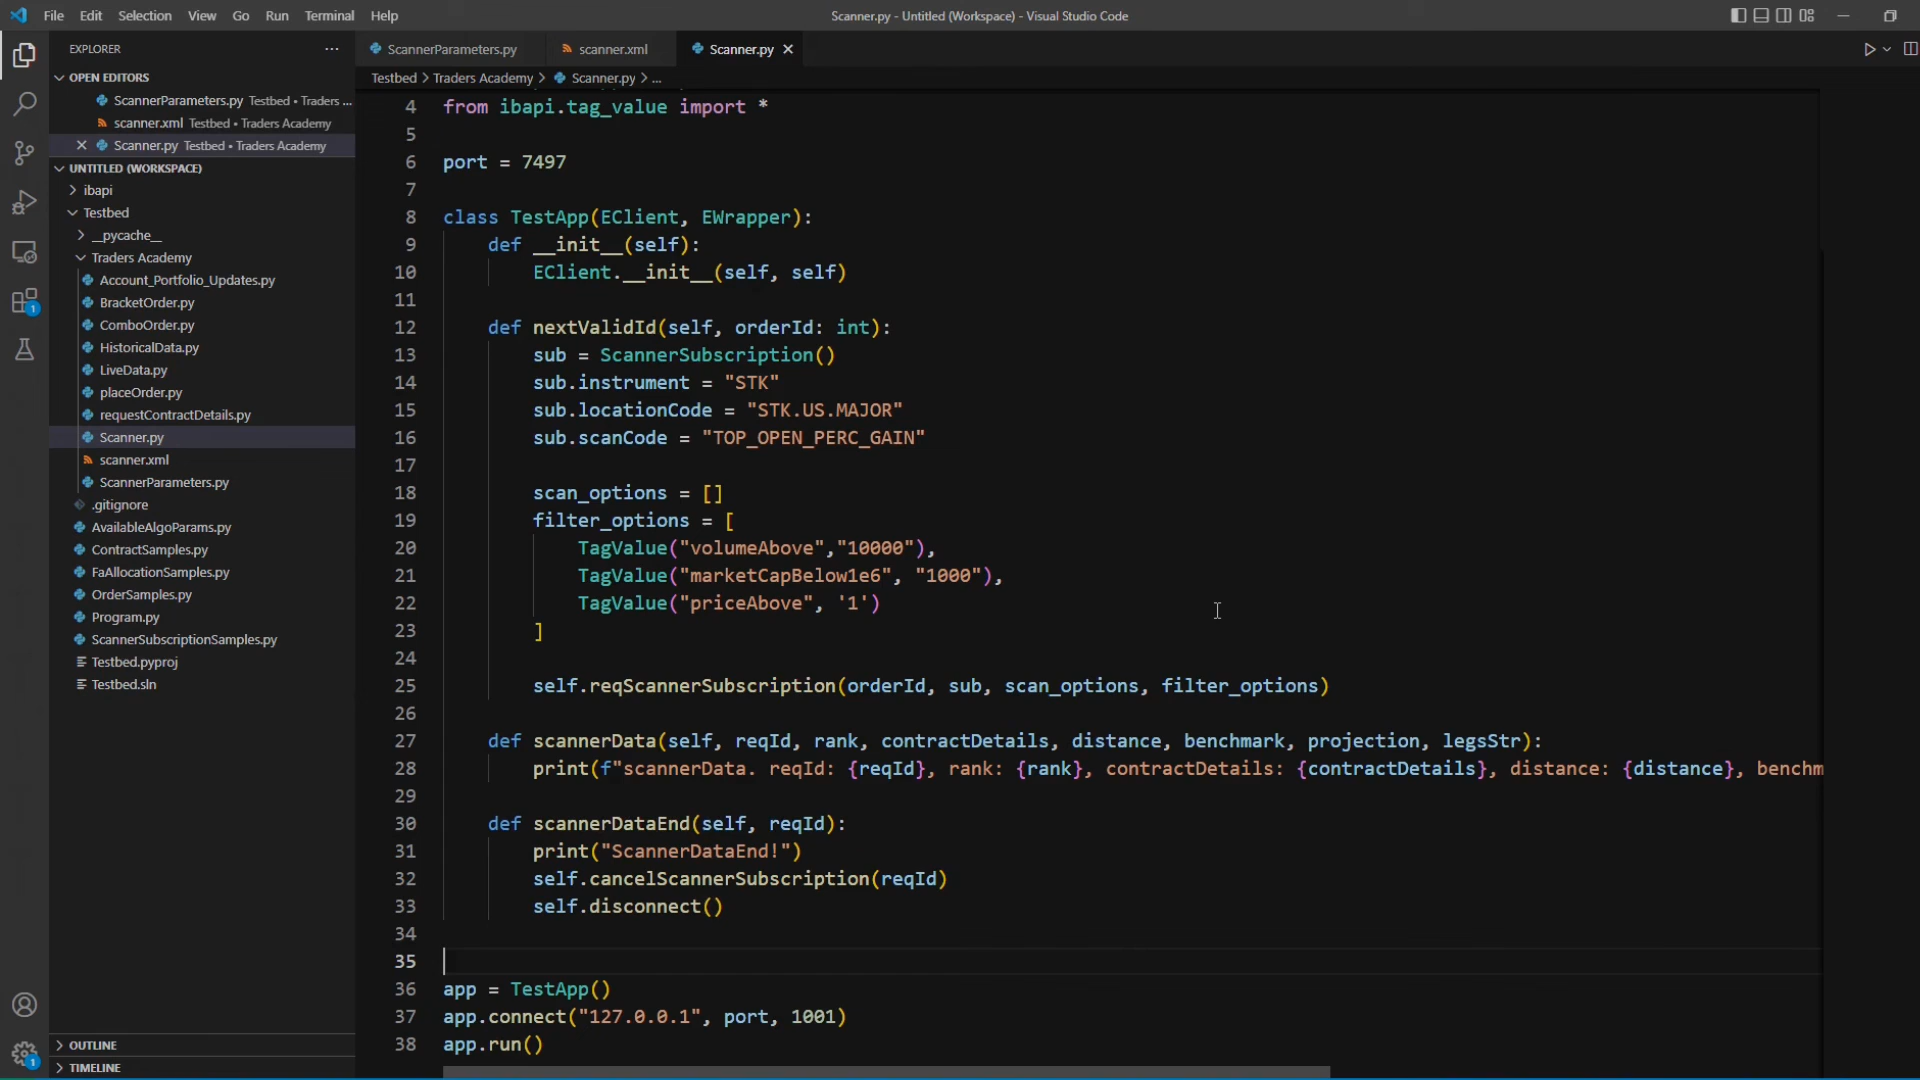 File Edit Selection View Go Run Terminal Help
Scanner.py - Untitled (Workspace) - Visual Studio Code
EXPLORER
OPEN EDITORS
ScannerParameters.py Testbed • Traders ...
scanner.xml Testbed • Traders Academy
Scanner.py Testbed • Traders Academy
UNTITLED (WORKSPACE)
ibapi
Testbed
__pycache__
Traders Academy
Account_Portfolio_Updates.py
BracketOrder.py
ComboOrder.py
HistoricalData.py
LiveData.py
placeOrder.py
requestContractDetails.py
Scanner.py
scanner.xml
ScannerParameters.py
.gitignore
AvailableAlgoParams.py
ContractSamples.py
FaAllocationSamples.py
OrderSamples.py
Program.py
ScannerSubscriptionSamples.py
Testbed.pyproj
Testbed.sln
OUTLINE
TIMELINE
1
1
ScannerParameters.py scanner.xml Scanner.py
Testbed > Traders Academy > Scanner.py > ...
4 from ibapi.tag_value import *
5
6 port = 7497
7
8 class TestApp(EClient, EWrapper):
9 def __init__(self):
10 EClient.__init__(self, self)
11
12 def nextValidId(self, orderId: int):
13 sub = ScannerSubscription()
14 sub.instrument = "STK"
15 sub.locationCode = "STK.US.MAJOR"
16 sub.scanCode = "TOP_OPEN_PERC_GAIN"
17
18 scan_options = []
19 filter_options = [
20 TagValue("volumeAbove","10000"),
21 TagValue("marketCapBelow1e6", "1000"),
22 TagValue("priceAbove", '1')
23 ]
24
25 self.reqScannerSubscription(orderId, sub, scan_options, filter_options)
26
27 def scannerData(self, reqId, rank, contractDetails, distance, benchmark, projection, legsStr):
28 print(f"scannerData. reqId: {reqId}, rank: {rank}, contractDetails: {contractDetails}, distance: {distance}, benchm
29
30 def scannerDataEnd(self, reqId):
31 print("ScannerDataEnd!")
32 self.cancelScannerSubscription(reqId)
33 self.disconnect()
34
35
36 app = TestApp()
37 app.connect("127.0.0.1", port, 1001)
38 app.run()